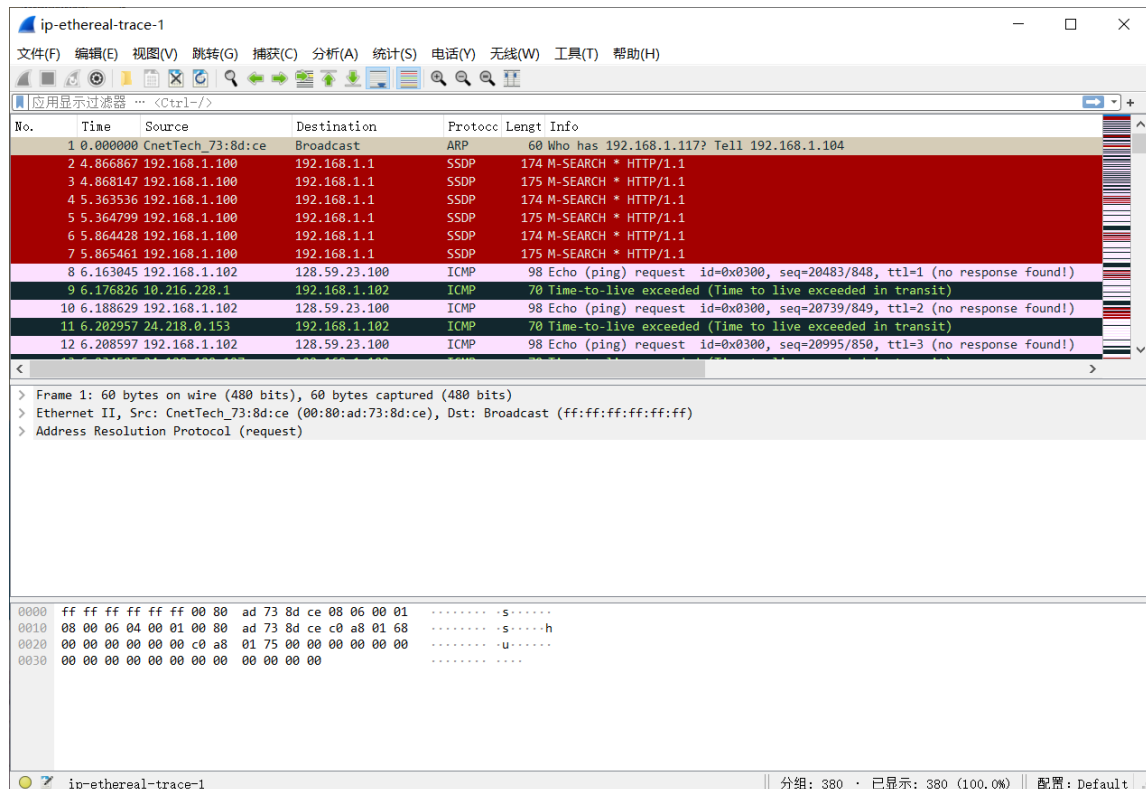 ip-ethereal-trace-1
文件(F) 编辑(E) 视图(V) 跳转(G) 捕获(C) 分析(A) 统计(S) 电话(Y) 无线(W) 工具(T) 帮助(H)
应用显示过滤器 … <Ctrl-/>
No. Time Source Destination Protocc Lengt Info
1 0.000000 CnetTech_73:8d:ce Broadcast ARP 60 Who has 192.168.1.117? Tell 192.168.1.104
2 4.866867 192.168.1.100 192.168.1.1 SSDP 174 M-SEARCH * HTTP/1.1
3 4.868147 192.168.1.100 192.168.1.1 SSDP 175 M-SEARCH * HTTP/1.1
4 5.363536 192.168.1.100 192.168.1.1 SSDP 174 M-SEARCH * HTTP/1.1
5 5.364799 192.168.1.100 192.168.1.1 SSDP 175 M-SEARCH * HTTP/1.1
6 5.864428 192.168.1.100 192.168.1.1 SSDP 174 M-SEARCH * HTTP/1.1
7 5.865461 192.168.1.100 192.168.1.1 SSDP 175 M-SEARCH * HTTP/1.1
8 6.163045 192.168.1.102 128.59.23.100 ICMP 98 Echo (ping) request id=0x0300, seq=20483/848, ttl=1 (no response found!)
9 6.176826 10.216.228.1 192.168.1.102 ICMP 70 Time-to-live exceeded (Time to live exceeded in transit)
10 6.188629 192.168.1.102 128.59.23.100 ICMP 98 Echo (ping) request id=0x0300, seq=20739/849, ttl=2 (no response found!)
11 6.202957 24.218.0.153 192.168.1.102 ICMP 70 Time-to-live exceeded (Time to live exceeded in transit)
12 6.208597 192.168.1.102 128.59.23.100 ICMP 98 Echo (ping) request id=0x0300, seq=20995/850, ttl=3 (no response found!)
> Frame 1: 60 bytes on wire (480 bits), 60 bytes captured (480 bits)
> Ethernet II, Src: CnetTech_73:8d:ce (00:80:ad:73:8d:ce), Dst: Broadcast (ff:ff:ff:ff:ff:ff)
> Address Resolution Protocol (request)
0000 ff ff ff ff ff ff 00 80 ad 73 8d ce 08 06 00 01 ········ ·s······
0010 08 00 06 04 00 01 00 80 ad 73 8d ce c0 a8 01 68 ········ ·s·····h
0020 00 00 00 00 00 00 c0 a8 01 75 00 00 00 00 00 00 ········ ·u······
0030 00 00 00 00 00 00 00 00 00 00 00 00 ········ ····
ip-ethereal-trace-1 分组: 380 · 已显示: 380 (100.0%) 配置: Default